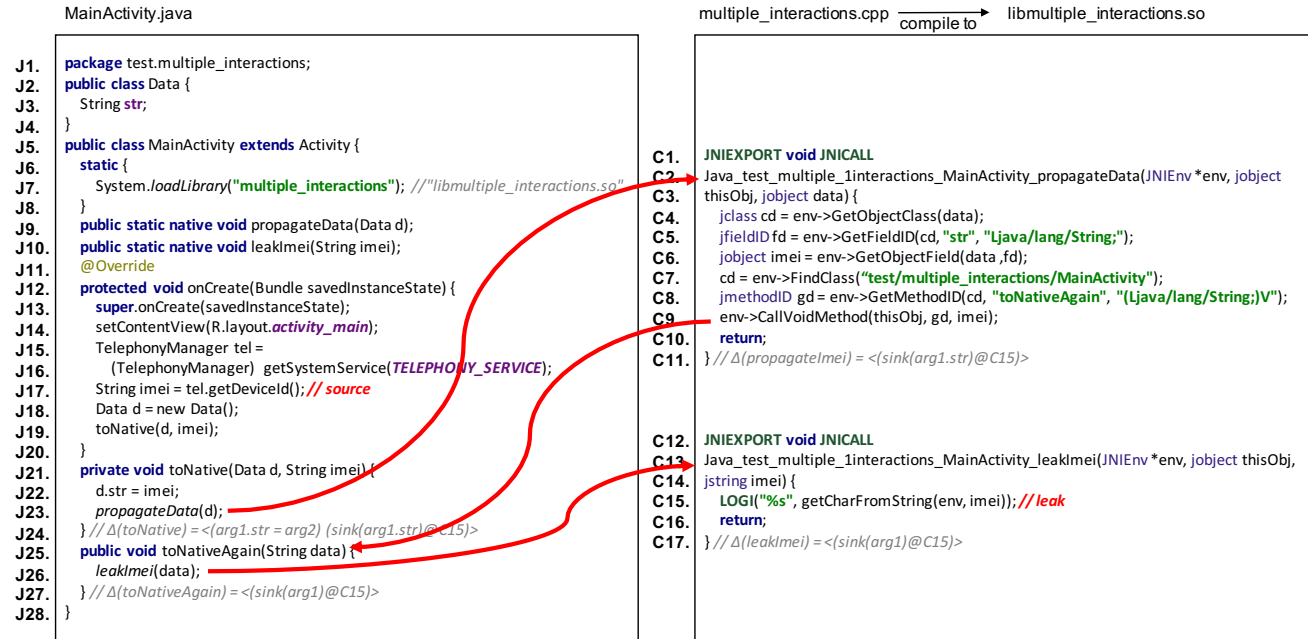 MainActivity.java
J1. package test.multiple_interactions;
J2. public class Data {
J3. String str;
J4. }
J5. public class MainActivity extends Activity {
J6. static {
J7. System.loadLibrary("multiple_interactions"); //"libmultiple_interactions.so"
J8. }
J9. public static native void propagateData(Data d);
J10. public static native void leakImei(String imei);
J11. @Override
J12. protected void onCreate(Bundle savedInstanceState) {
J13. super.onCreate(savedInstanceState);
J14. setContentView(R.layout.activity_main);
J15. TelephonyManager tel =
J16. (TelephonyManager) getSystemService(TELEPHONY_SERVICE);
J17. String imei = tel.getDeviceId(); // source
J18. Data d = new Data();
J19. toNative(d, imei);
J20. }
J21. private void toNative(Data d, String imei) {
J22. d.str = imei;
J23. propagateData(d);
J24. } // Δ(toNative) = <(arg1.str = arg2) (sink(arg1.str)@C15)>
J25. public void toNativeAgain(String data) {
J26. leakImei(data);
J27. } // Δ(toNativeAgain) = <(sink(arg1)@C15)>
J28. }
multiple_interactions.cpp compile to libmultiple_interactions.so
C1. JNIEXPORT void JNICALL
C2. Java_test_multiple_1interactions_MainActivity_propagateData(JNIEnv *env, jobject
C3. thisObj, jobject data) {
C4. jclass cd = env->GetObjectClass(data);
C5. jfieldID fd = env->GetFieldID(cd, "str", "Ljava/lang/String;");
C6. jobject imei = env->GetObjectField(data ,fd);
C7. cd = env->FindClass(“test/multiple_interactions/MainActivity");
C8. jmethodID gd = env->GetMethodID(cd, "toNativeAgain", "(Ljava/lang/String;)V");
C9. env->CallVoidMethod(thisObj, gd, imei);
C10. return;
C11. } // Δ(propagateImei) = <(sink(arg1.str)@C15)>
C12. JNIEXPORT void JNICALL
C13. Java_test_multiple_1interactions_MainActivity_leakImei(JNIEnv *env, jobject thisObj,
C14. jstring imei) {
C15. LOGI("%s", getCharFromString(env, imei)); // leak
C16. return;
C17. } // Δ(leakImei) = <(sink(arg1)@C15)>